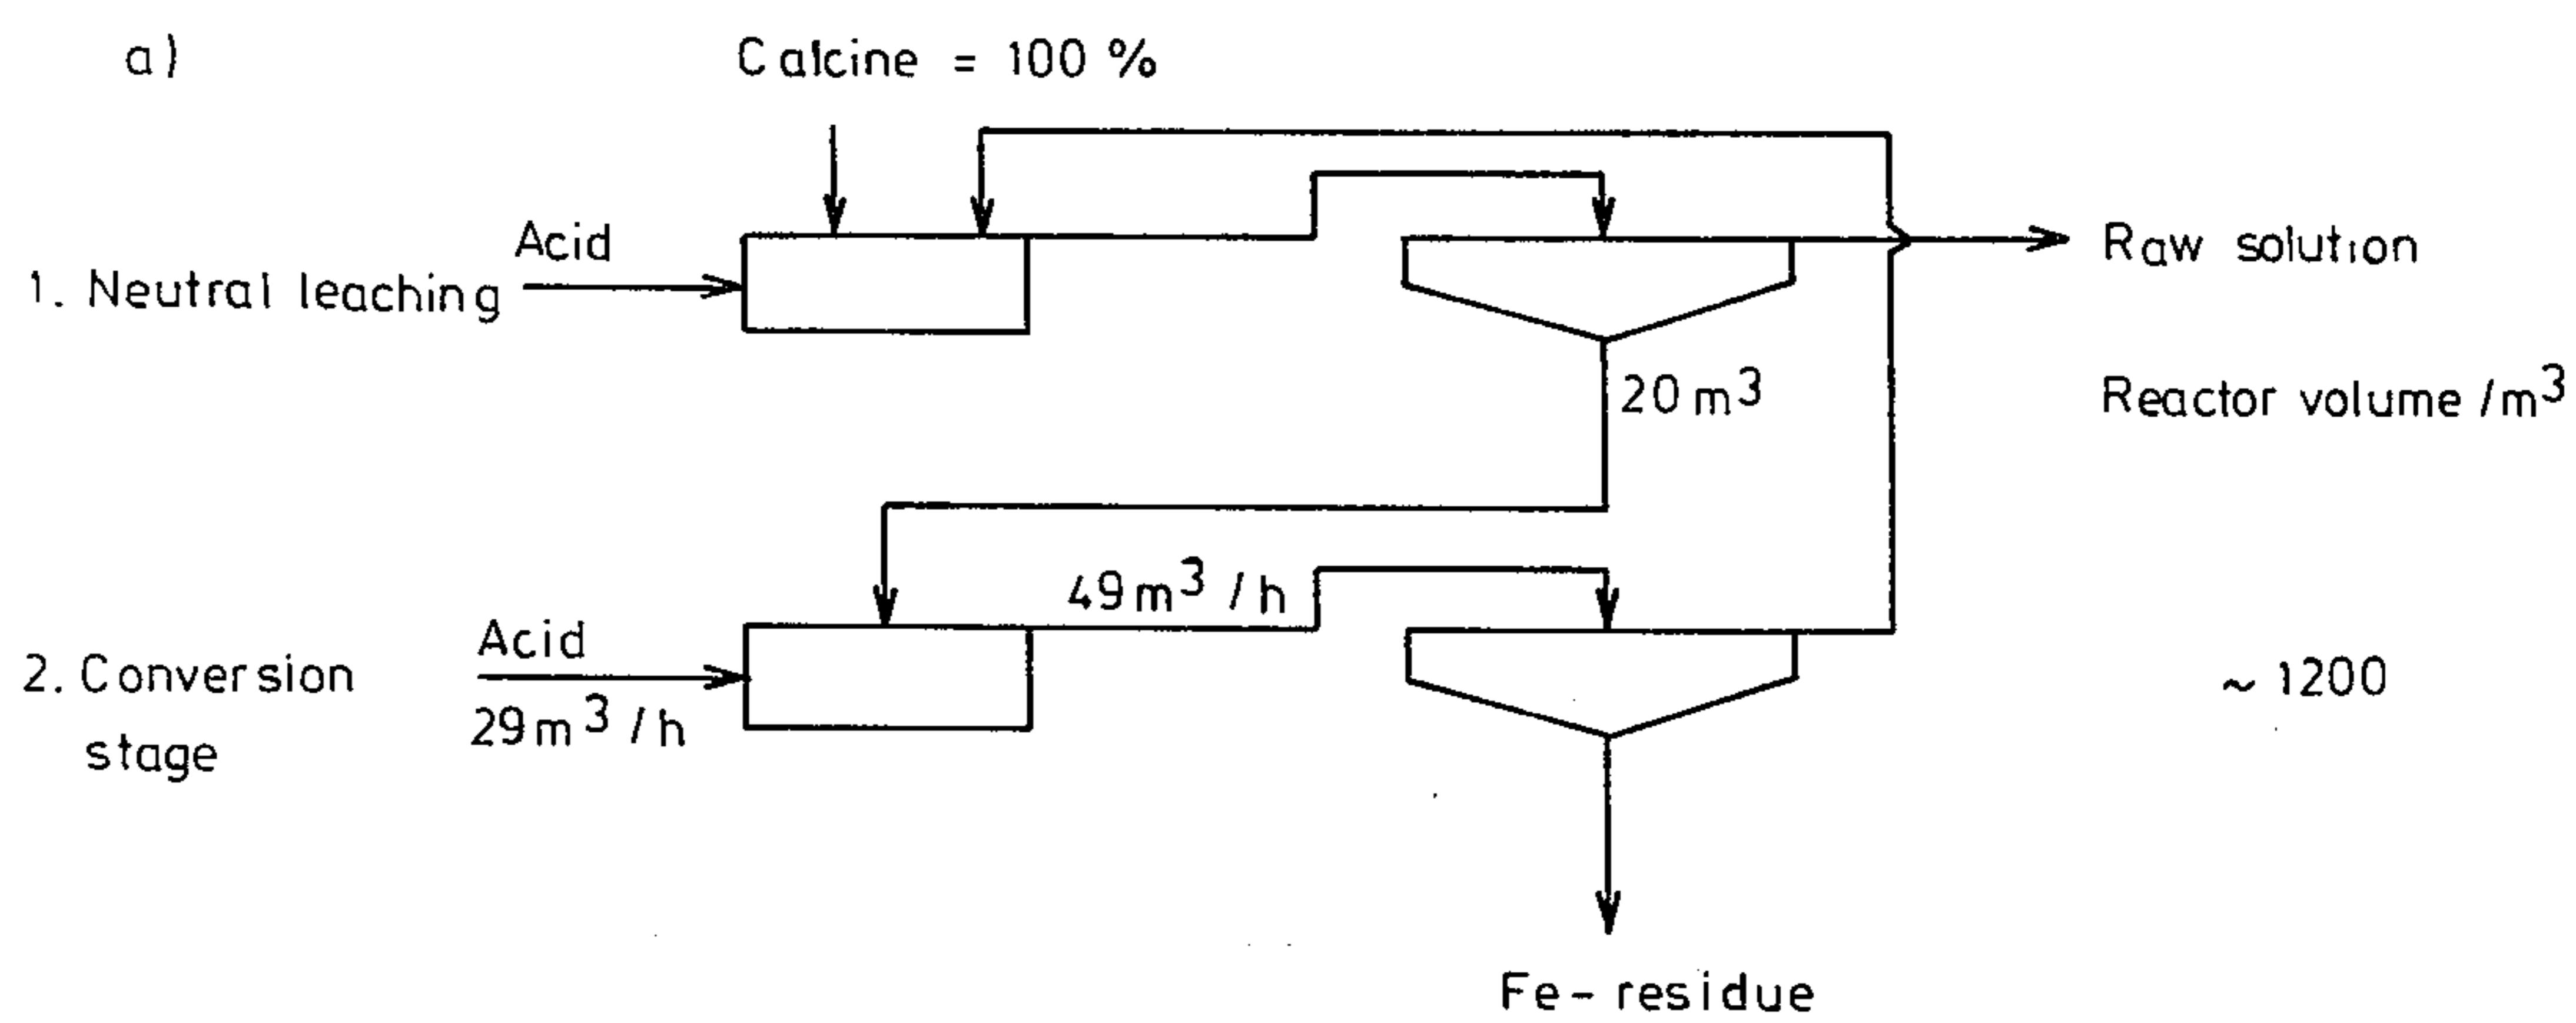 a)
Calcine = 100 %
Acid
1. Neutral leaching
Raw solution
20 m³
Reactor volume /m³
49 m³ / h
Acid
2. Conversion
29 m³ / h
stage
~ 1200
Fe - residue